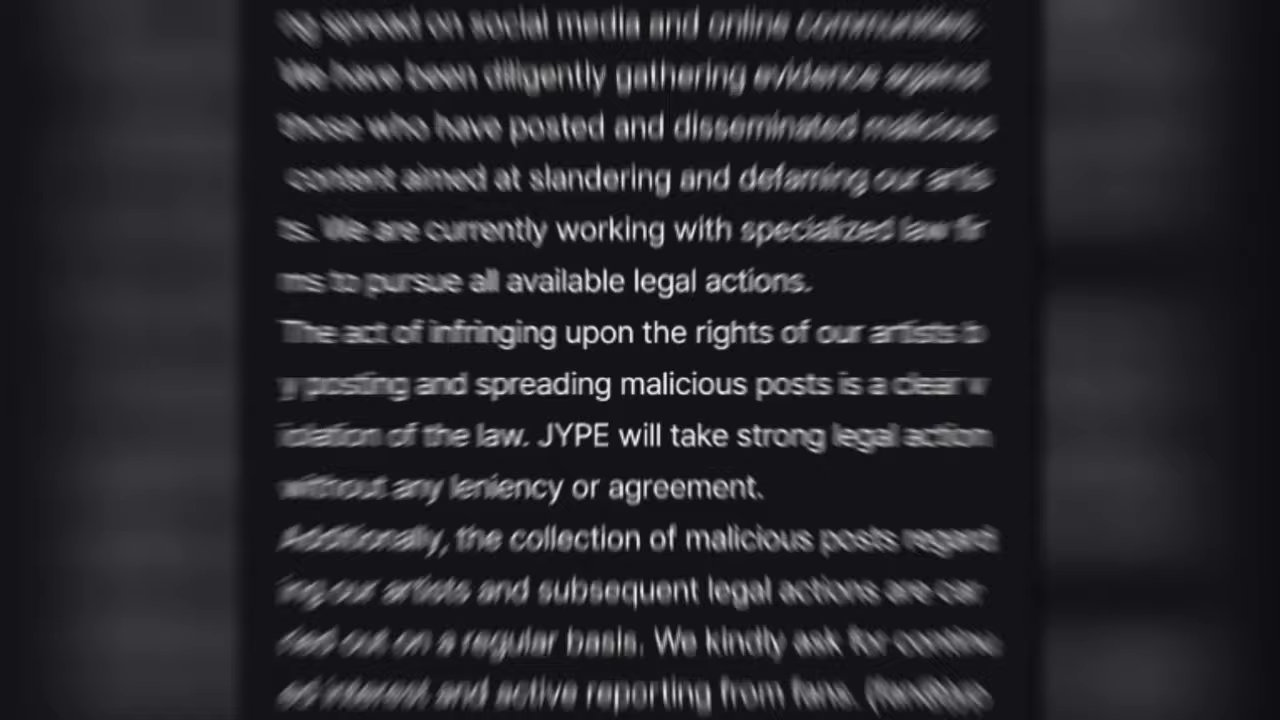 ng spread on social media and online communities.
We have been diligently gathering evidence against
those who have posted and disseminated malicious
content aimed at slandering and defaming our artis
ts. We are currently working with specialized law fir
ms to pursue all available legal actions.
The act of infringing upon the rights of our artists b
y posting and spreading malicious posts is a clear v
iolation of the law. JYPE will take strong legal action
without any leniency or agreement.
Additionally, the collection of malicious posts regard
ing our artists and subsequent legal actions are car
ried out on a regular basis. We kindly ask for continu
ed interest and active reporting from fans.